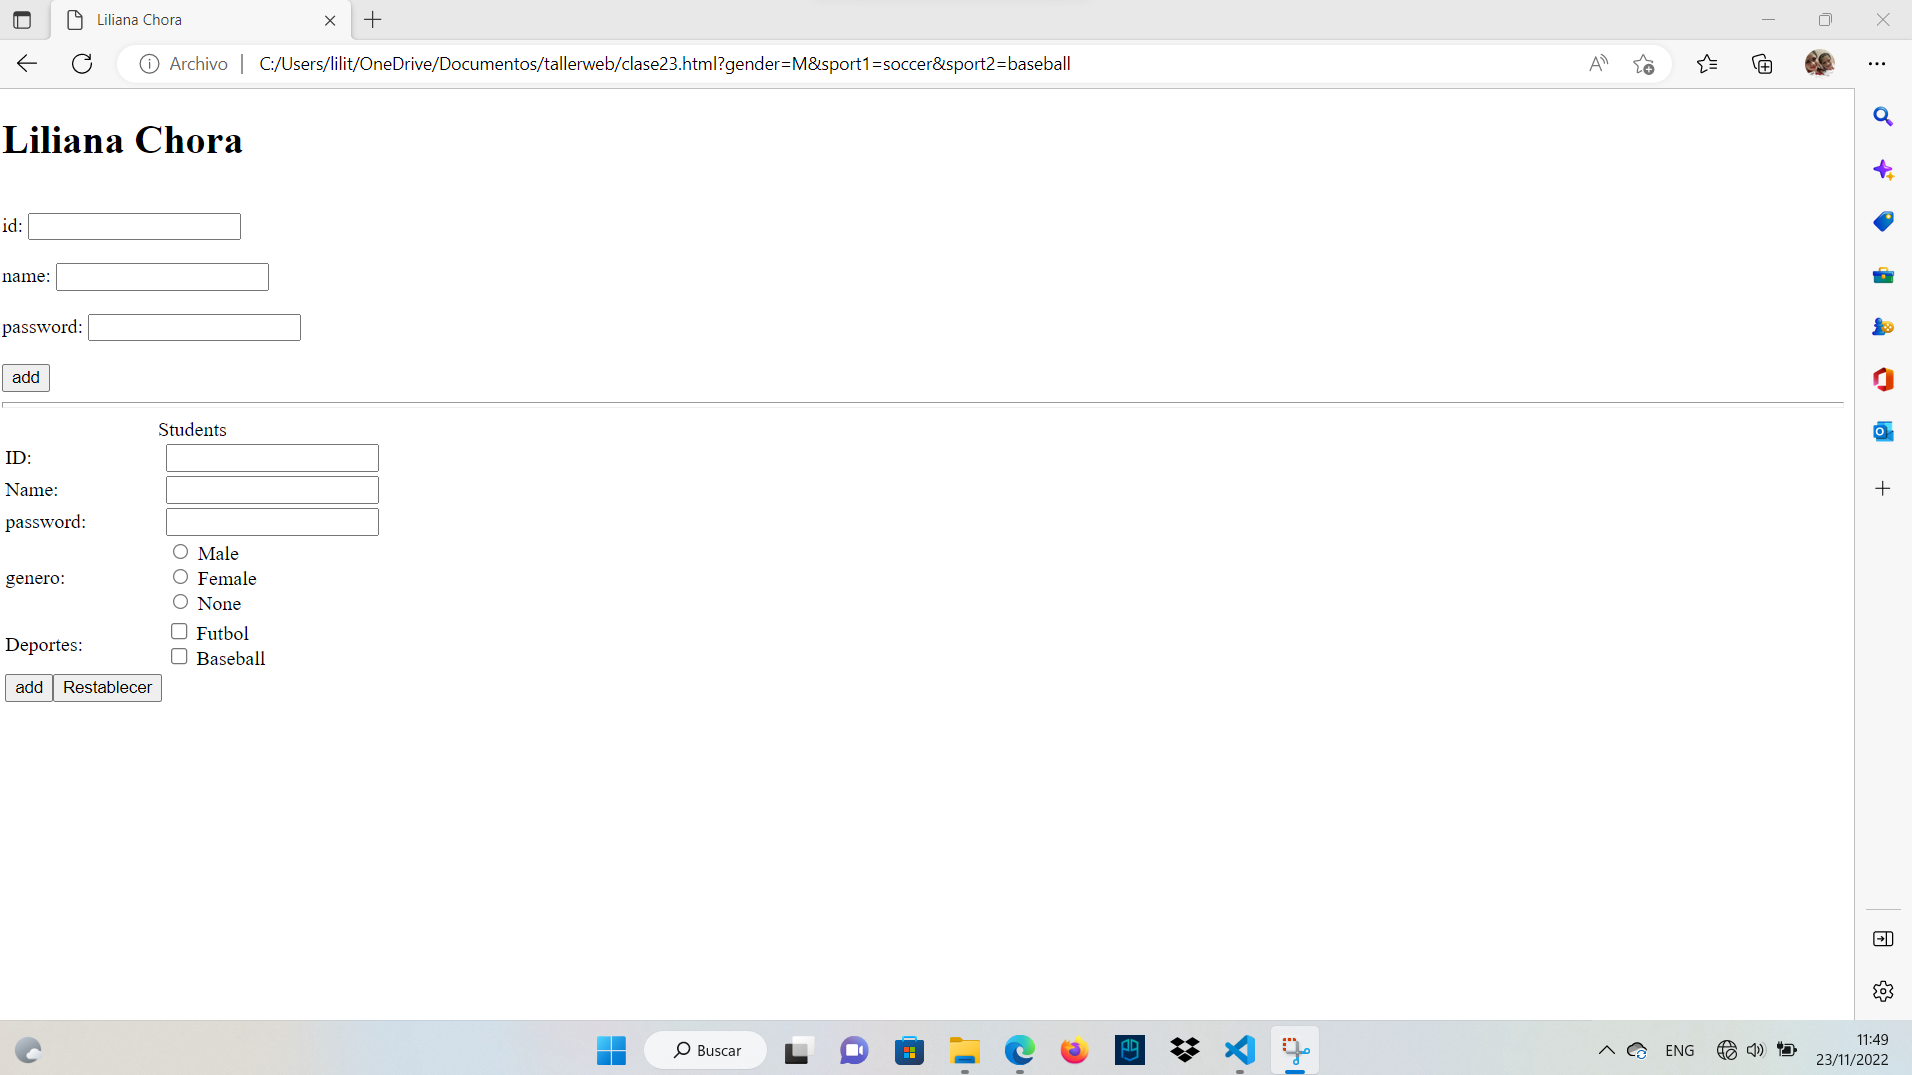 Liliana Chora
Archivo | C:/Users/lilit/OneDrive/Documentos/tallerweb/clase23.html?gender=M&sport1=soccer&sport2=baseball
Liliana Chora
id:
name:
password:
add
Students
ID:
Name:
password:
genero:
Male
Female
None
Deportes:
Futbol
Baseball
add
Restablecer
Buscar
ENG
11:49
23/11/2022